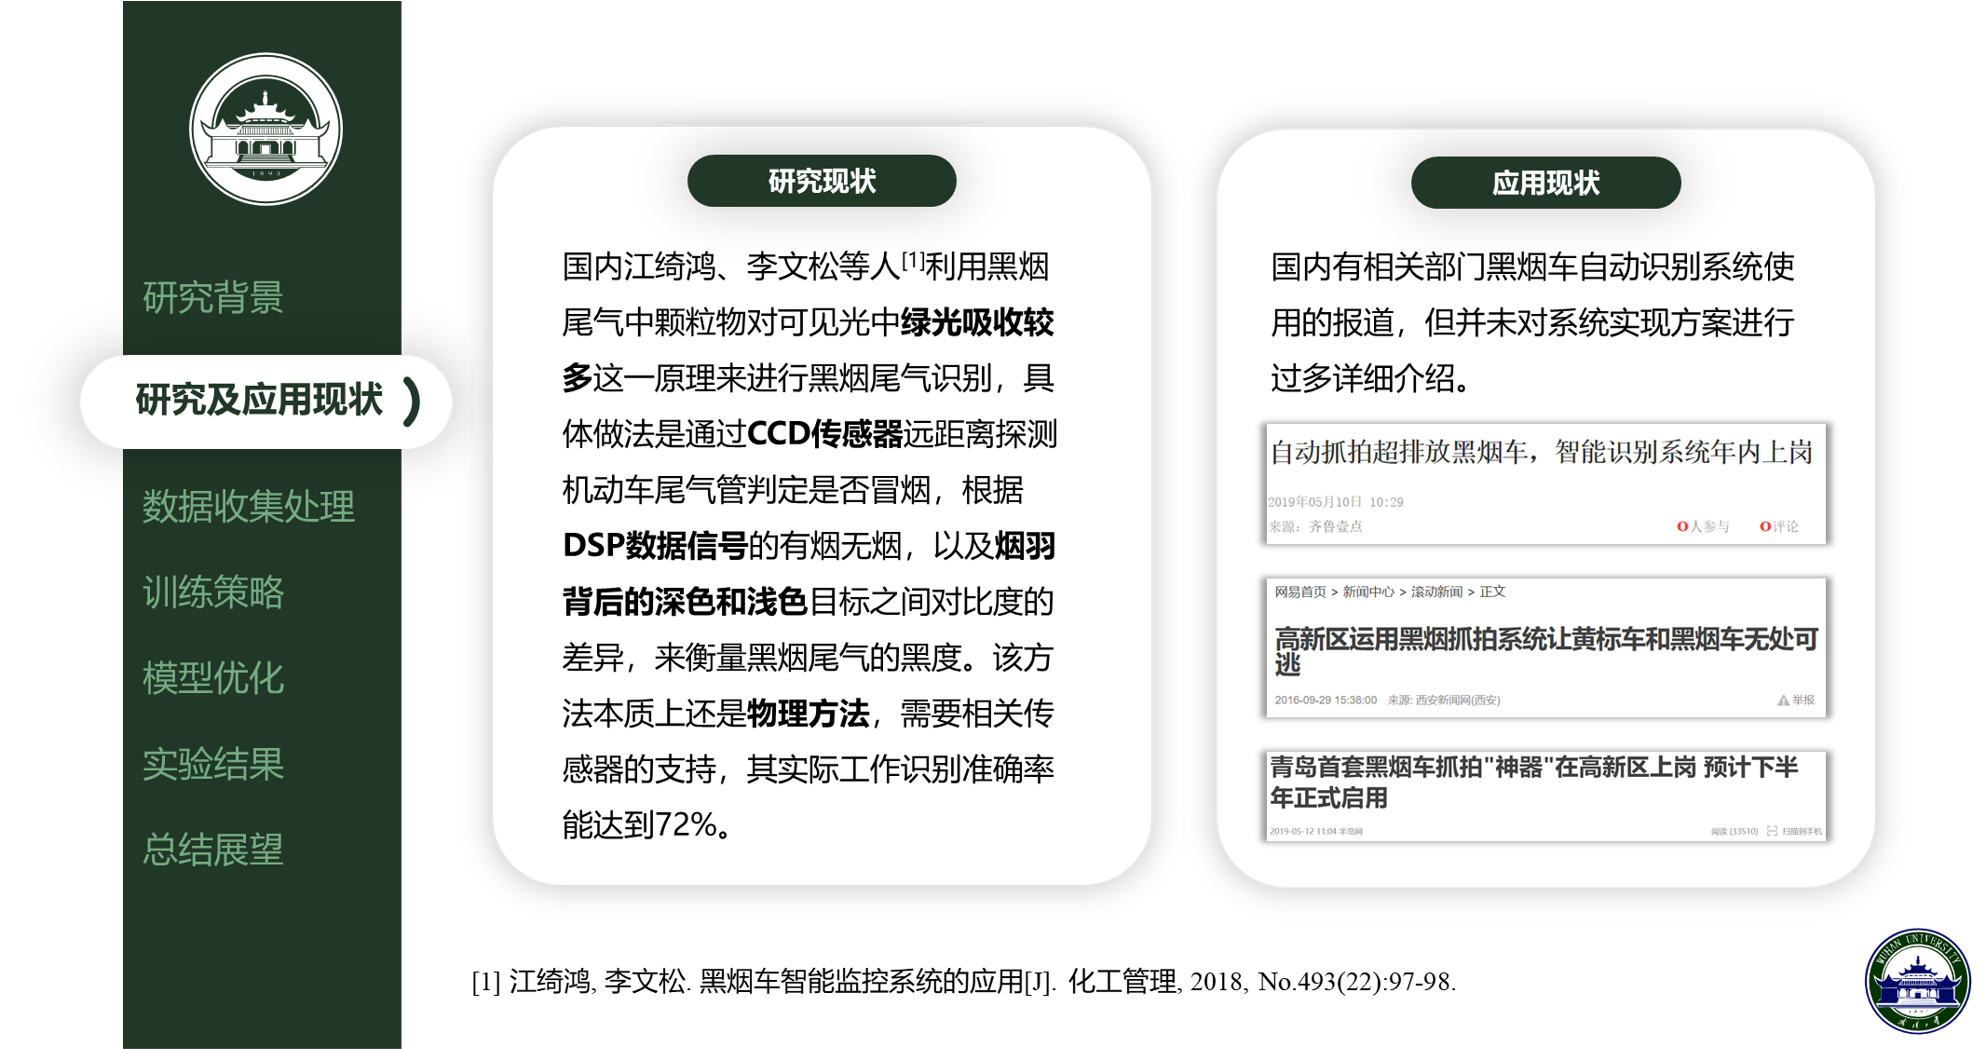 1893
研究背景
研究及应用现状
数据收集处理
训练策略
模型优化
实验结果
总结展望
研究现状
国内江绮鸿、李文松等人[1]利用黑烟
尾气中颗粒物对可见光中绿光吸收较
多这一原理来进行黑烟尾气识别，具
体做法是通过CCD传感器远距离探测
机动车尾气管判定是否冒烟，根据
DSP数据信号的有烟无烟，以及烟羽
背后的深色和浅色目标之间对比度的
差异，来衡量黑烟尾气的黑度。该方
法本质上还是物理方法，需要相关传
感器的支持，其实际工作识别准确率
能达到72%。
应用现状
国内有相关部门黑烟车自动识别系统使
用的报道，但并未对系统实现方案进行
过多详细介绍。
自动抓拍超排放黑烟车，智能识别系统年内上岗
2019年05月10日 10:29
来源：齐鲁壹点 0人参与 0评论
网易首页 > 新闻中心 > 滚动新闻 > 正文
高新区运用黑烟抓拍系统让黄标车和黑烟车无处可
逃
2016-09-29 15:38:00 来源: 西安新闻网(西安) 举报
青岛首套黑烟车抓拍"神器"在高新区上岗 预计下半
年正式启用
2019-05-12 11:04 半岛网 阅读 (33510) 扫描到手机
[1] 江绮鸿, 李文松. 黑烟车智能监控系统的应用[J]. 化工管理, 2018, No.493(22):97-98.
WUHAN UNIVERSITY
1893
武汉大学